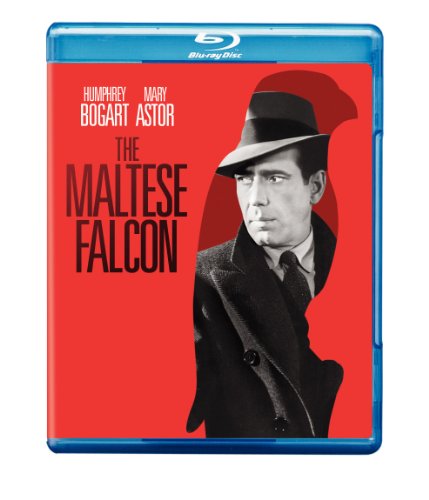 Blu-ray Disc
HUMPHREY MARY
BOGART ASTOR
THE
MALTESE
FALCON